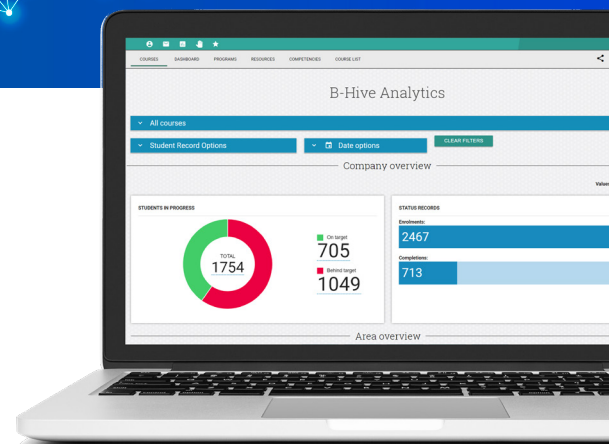 COURSES DASHBOARD PROGRAMS RESOURCES COMPETENCIES COURSE LIST
B-Hive Analytics
All courses
Student Record Options
Date options
CLEAR FILTERS
Company overview
STUDENTS IN PROGRESS
TOTAL
1754
On target
705
Behind target
1049
STATUS RECORDS
Enrolments:
2467
Completions:
713
Area overview